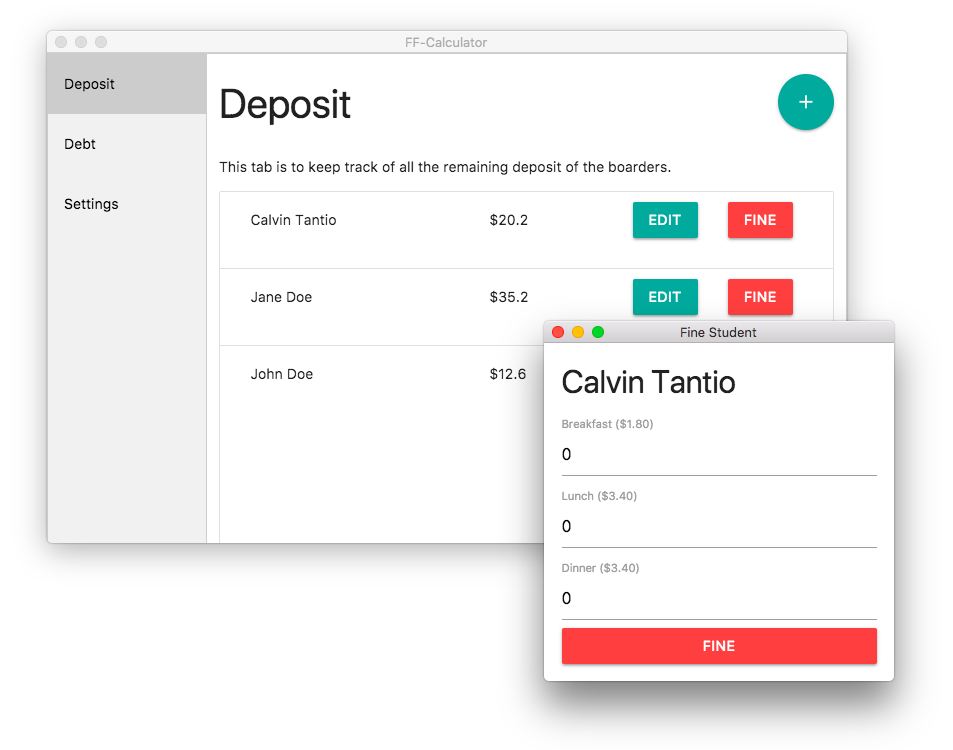 FF-Calculator
Deposit
Debt
Settings
Deposit
+
This tab is to keep track of all the remaining deposit of the boarders.
Calvin Tantio $20.2 EDIT FINE
Jane Doe $35.2 EDIT FINE
John Doe $12.6
Fine Student
Calvin Tantio
Breakfast ($1.80)
0
Lunch ($3.40)
0
Dinner ($3.40)
0
FINE